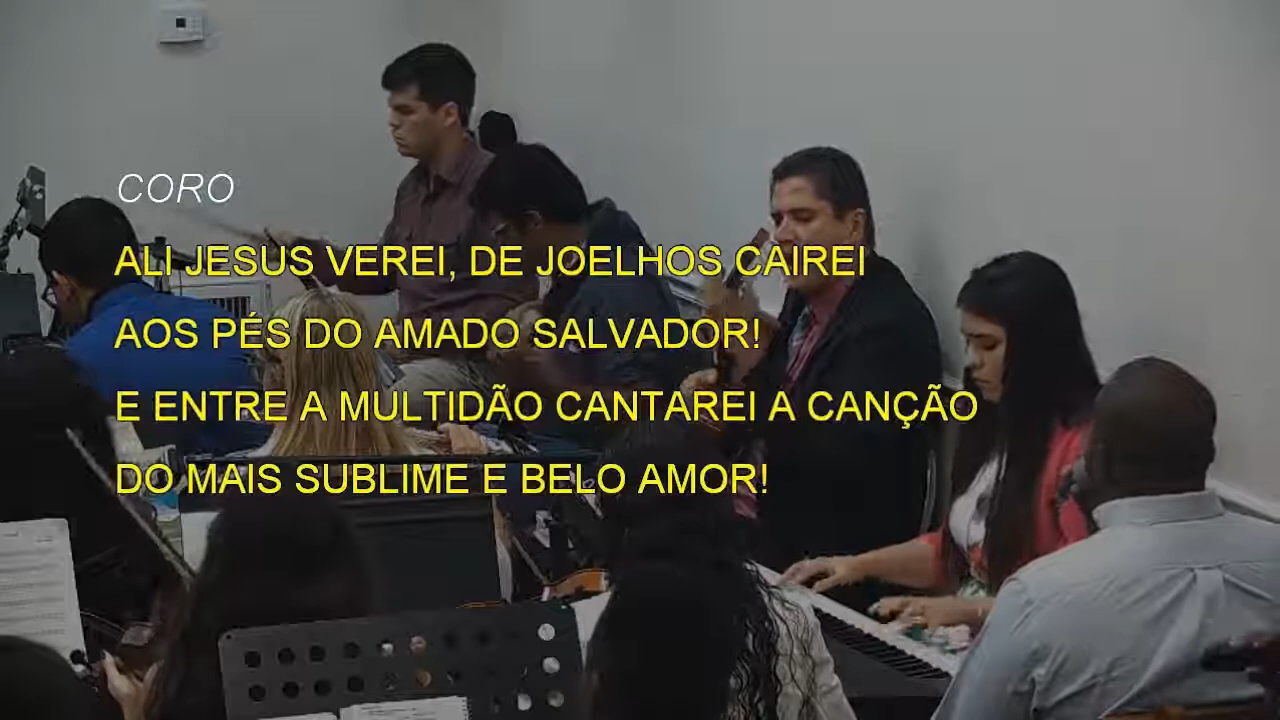 CORO
ALI JESUS VEREI, DE JOELHOS CAIREI
AOS PÉS DO AMADO SALVADOR!
E ENTRE A MULTIDÃO CANTAREI A CANÇÃO
DO MAIS SUBLIME E BELO AMOR!